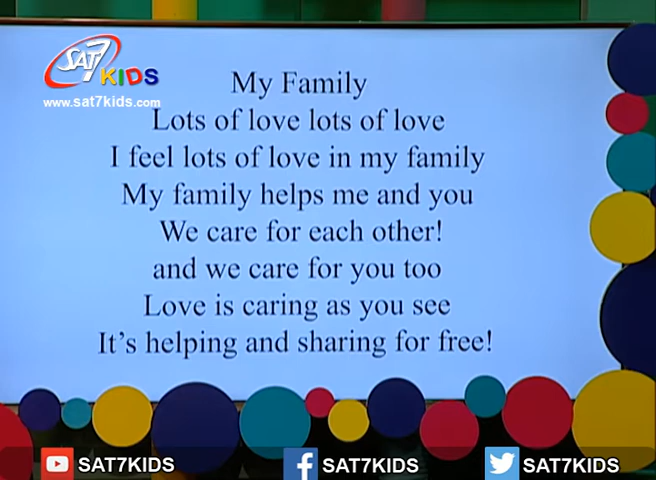 SAT7 KIDS
www.sat7kids.com
My Family
Lots of love lots of love
I feel lots of love in my family
My family helps me and you
We care for each other!
and we care for you too
Love is caring as you see
It's helping and sharing for free!
SAT7KIDS
SAT7KIDS
SAT7KIDS